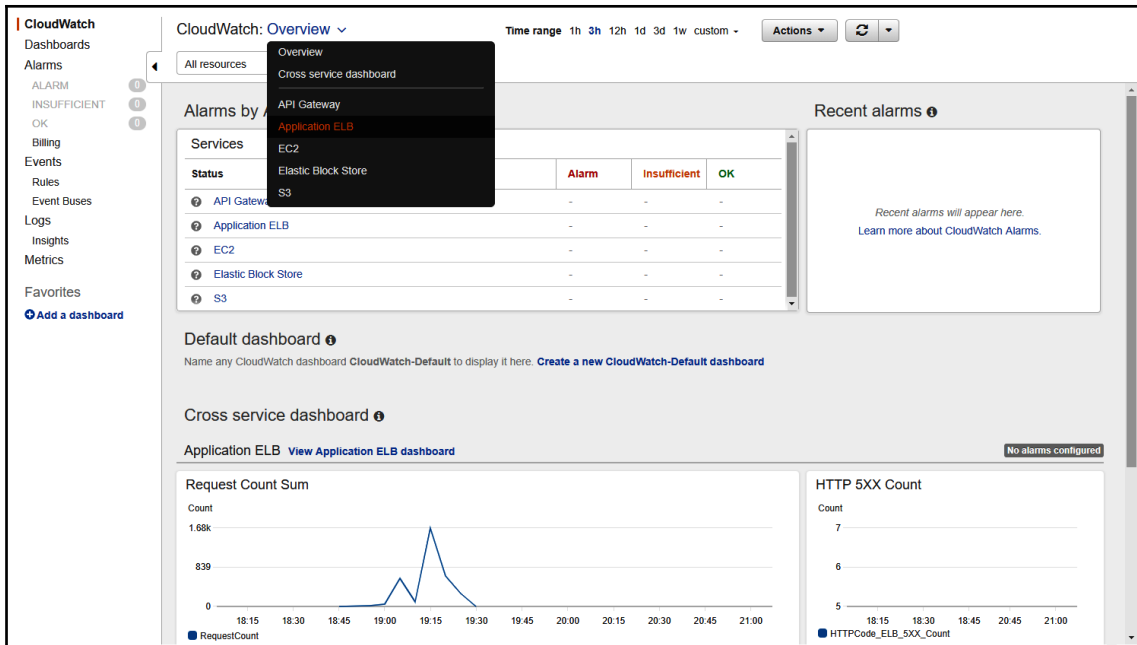 CloudWatch
Dashboards
Alarms
ALARM 0
INSUFFICIENT 0
OK 0
Billing
Events
Rules
Event Buses
Logs
Insights
Metrics
Favorites
Add a dashboard
CloudWatch: Overview
Time range 1h 3h 12h 1d 3d 1w custom
Actions
All resources
Overview
Cross service dashboard
API Gateway
Application ELB
EC2
Elastic Block Store
S3
Alarms by
Services
Status Alarm Insufficient OK
API Gatew - - -
Application ELB - - -
EC2 - - -
Elastic Block Store - - -
S3 - - -
Recent alarms
Recent alarms will appear here.
Learn more about CloudWatch Alarms.
Default dashboard
Name any CloudWatch dashboard CloudWatch-Default to display it here. Create a new CloudWatch-Default dashboard
Cross service dashboard
Application ELB View Application ELB dashboard No alarms configured
Request Count Sum
Count
1.68k
839
0
18:15 18:30 18:45 19:00 19:15 19:30 19:45 20:00 20:15 20:30 20:45 21:00
RequestCount
HTTP 5XX Count
Count
7
6
5
18:15 18:30 18:45 20:45 21:00
HTTPCode_ELB_5XX_Count